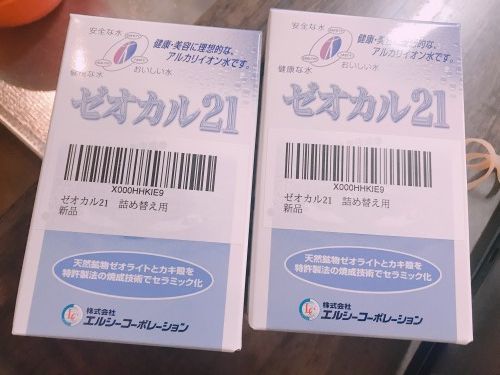 安全な水
健康・美容に理想的な、
アルカリイオン水です。
健康な水
おいしい水
ゼオカル21
X000HHKIE9
ゼオカル21 詰め替え用
新品
天然鉱物ゼオライトとカキ殻を
特許製法の焼成技術でセラミック化
株式会社
エルシーコーポレーション
安全な水
健康・美容に理想的な、
アルカリイオン水です。
健康な水
おいしい水
ゼオカル21
X000HHKIE9
ゼオカル21 詰め替え用
新品
天然鉱物ゼオライトとカキ殻を
特許製法の焼成技術でセラミック化
株式会社
エルシーコーポレーション